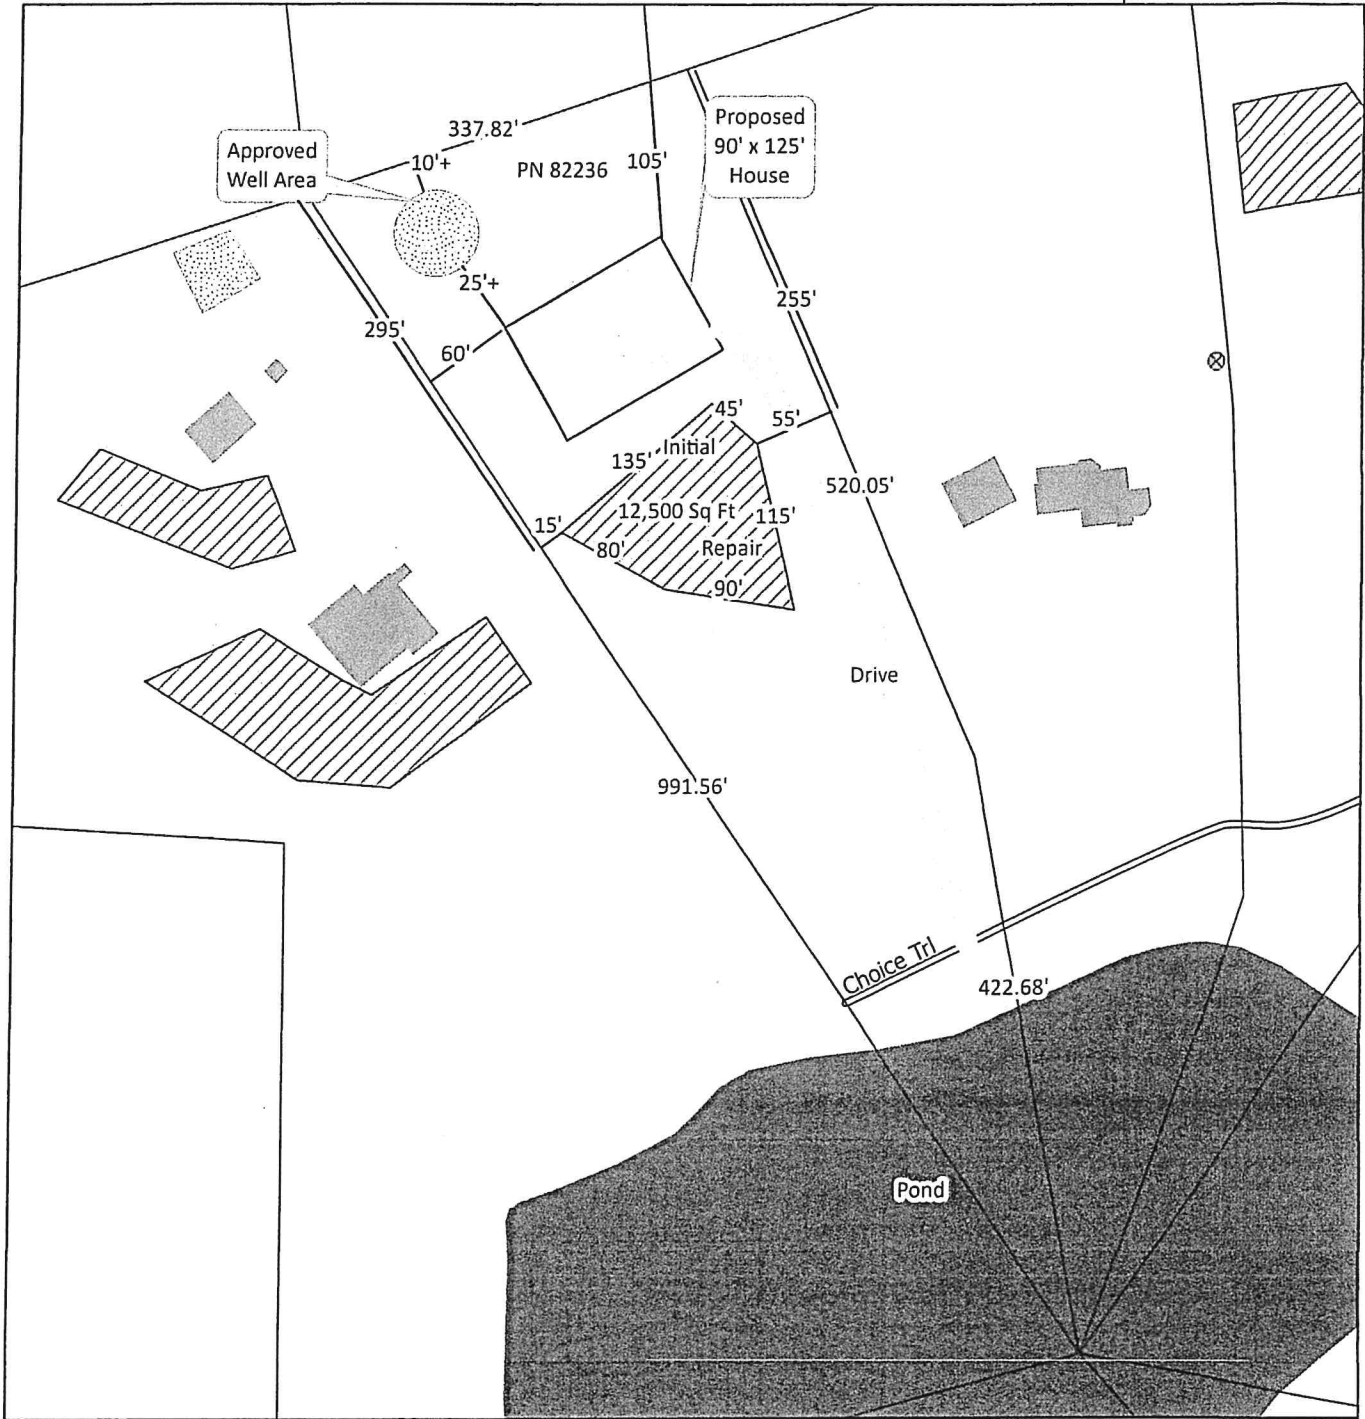 337.82'
Proposed
90' x 125'
House
Approved
Well Area
10'+
PN 82236
105'
25'+
255'
295'
60'
45'
55'
Initial
135'
520.05'
12,500 Sq Ft
115'
15'
80'
Repair
90'
Drive
991.56'
Choice Trl
422.68'
Pond